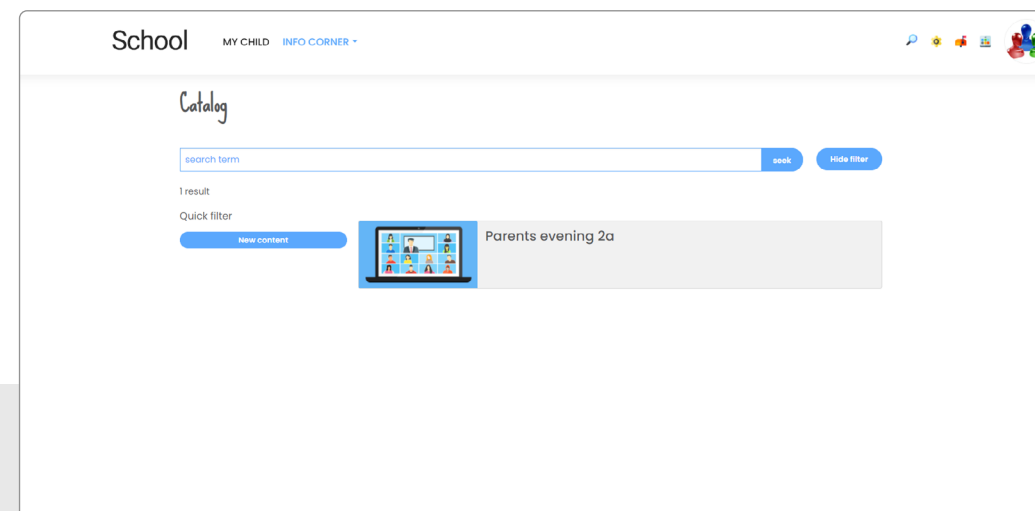 School
MY CHILD
INFO CORNER
Catalog
search term
seek
Hide filter
1 result
Quick filter
New content
Parents evening 2a